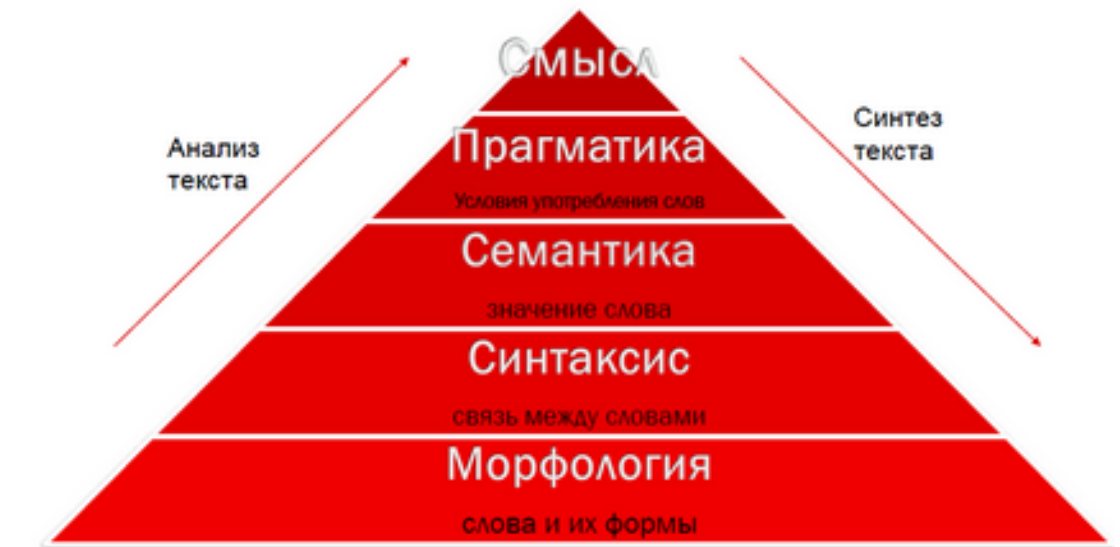 Смысл
Анализ
текста
Синтез
текста
Прагматика
Условия употребления слов
Семантика
значение слова
Синтаксис
связь между словами
Морфология
слова и их формы